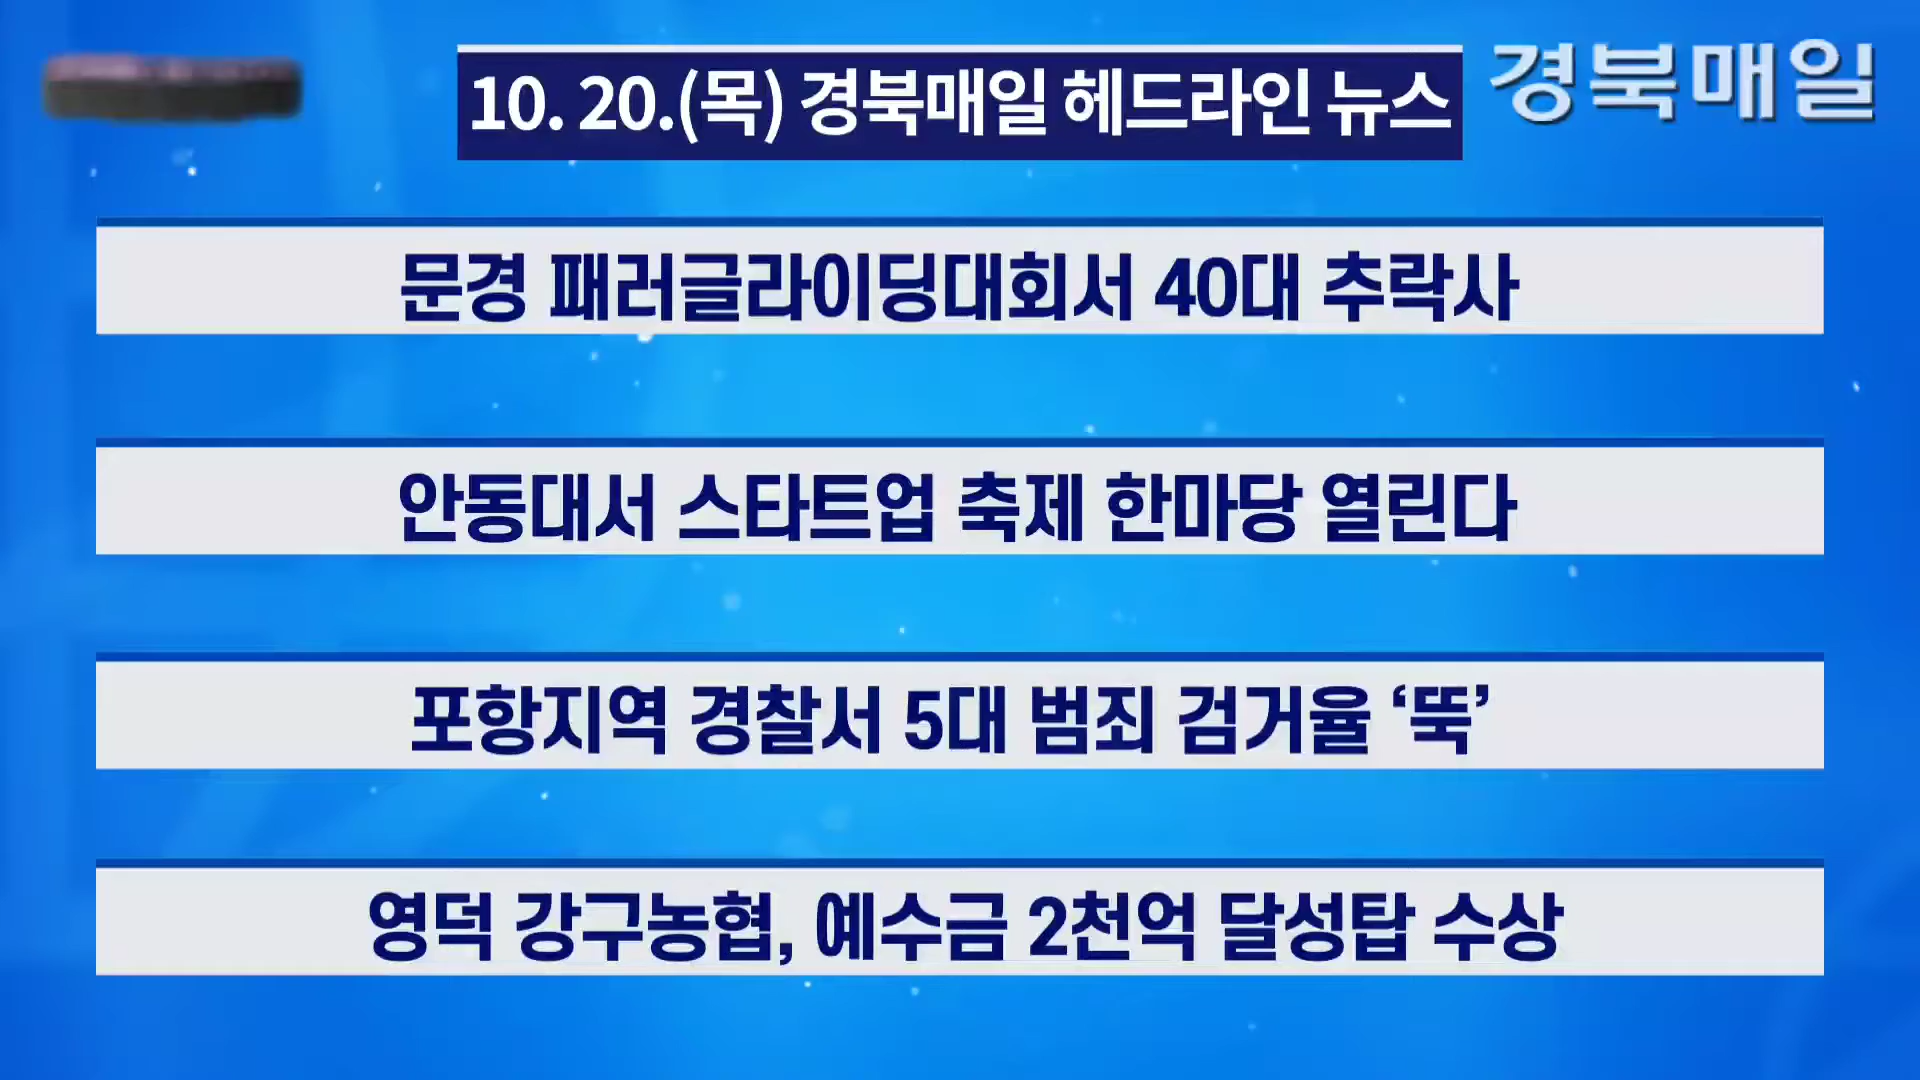 10. 20.(목) 경북매일 헤드라인 뉴스
경북매일
문경 패러글라이딩대회서 40대 추락사
안동대서 스타트업 축제 한마당 열린다
포항지역 경찰서 5대 범죄 검거율 ‘뚝’
영덕 강구농협, 예수금 2천억 달성탑 수상